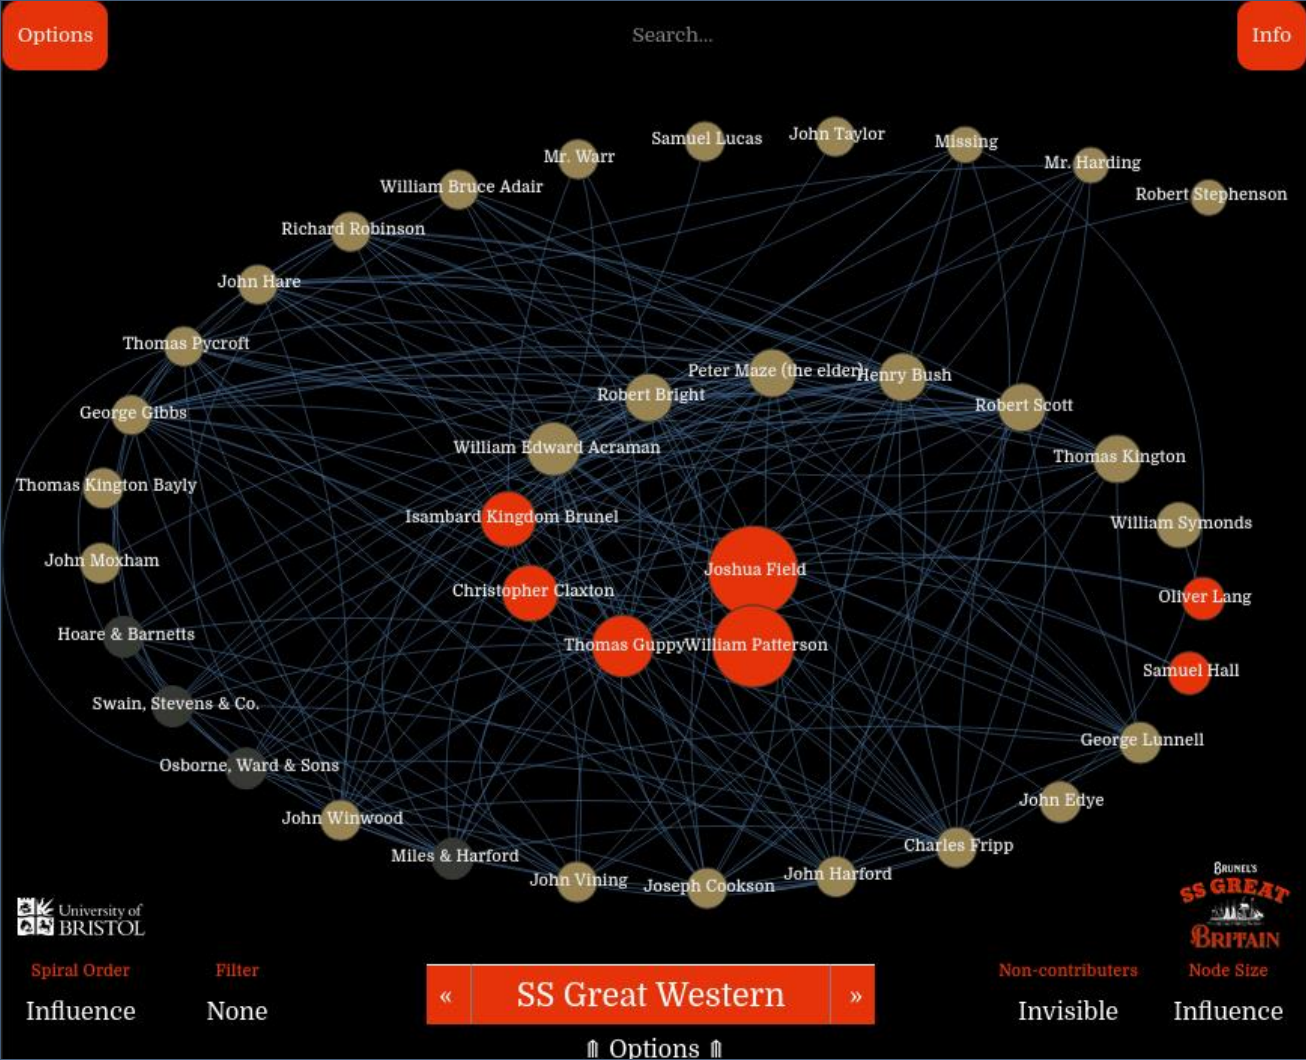 Options
Search...
Info
Samuel Lucas
John Taylor
Missing
Mr. Warr
Mr. Harding
William Bruce Adair
Robert Stephenson
Richard Robinson
John Hare
Thomas Pycroft
Peter Maze (the elder)
Henry Bush
Robert Bright
Robert Scott
George Gibbs
William Edward Acraman
Thomas Kington
Thomas Kington Bayly
Isambard Kingdom Brunel
William Symonds
John Moxham
Joshua Field
Christopher Claxton
Oliver Lang
Hoare & Barnetts
Thomas Guppy
William Patterson
Samuel Hall
Swain, Stevens & Co.
George Lunnell
Osborne, Ward & Sons
John Edye
John Winwood
Charles Fripp
Miles & Harford
John Vining
Joseph Cookson
John Harford
University of
BRISTOL
BRUNEL'S
SS GREAT
BRITAIN
Spiral Order
Filter
Non-contributers
Node Size
Influence
None
«
SS Great Western
»
Invisible
Influence
⤊ Options ⤊